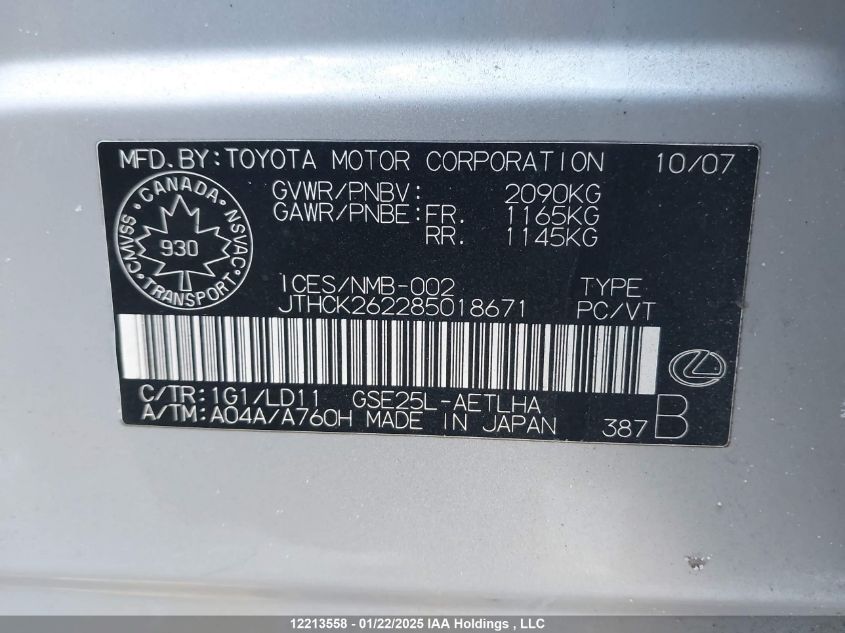 MFD.BY:TOYOTA MOTOR CORPORATION 10/07
GVWR/PNBV: 2090KG
GAWR/PNBE:FR. 1165KG
RR. 1145KG
CANADA
CMVSS 930 NSVAC
TRANSPORT
ICES/NMB-002 TYPE
JTHCK262285018671 PC/VT
C/TR:1G1/LD11 GSE25L-AETLHA
A/TM:A04A/A760H MADE IN JAPAN 387 B
12213558 - 01/22/2025 IAA Holdings , LLC